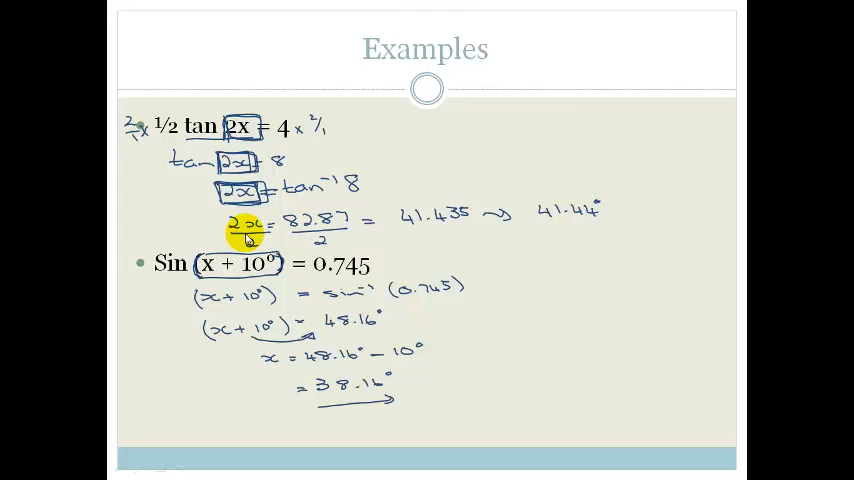 Examples
2/1 x ½ tan 2x = 4 x 2/1
tan 2x = 8
2x = tan⁻¹ 8
2x/2 = 82.87/2 = 41.435 → 41.44°
Sin (x + 10°) = 0.745
(x + 10°) = sin⁻¹ (0.745)
(x + 10°) = 48.16°
x = 48.16° – 10°
= 38.16°